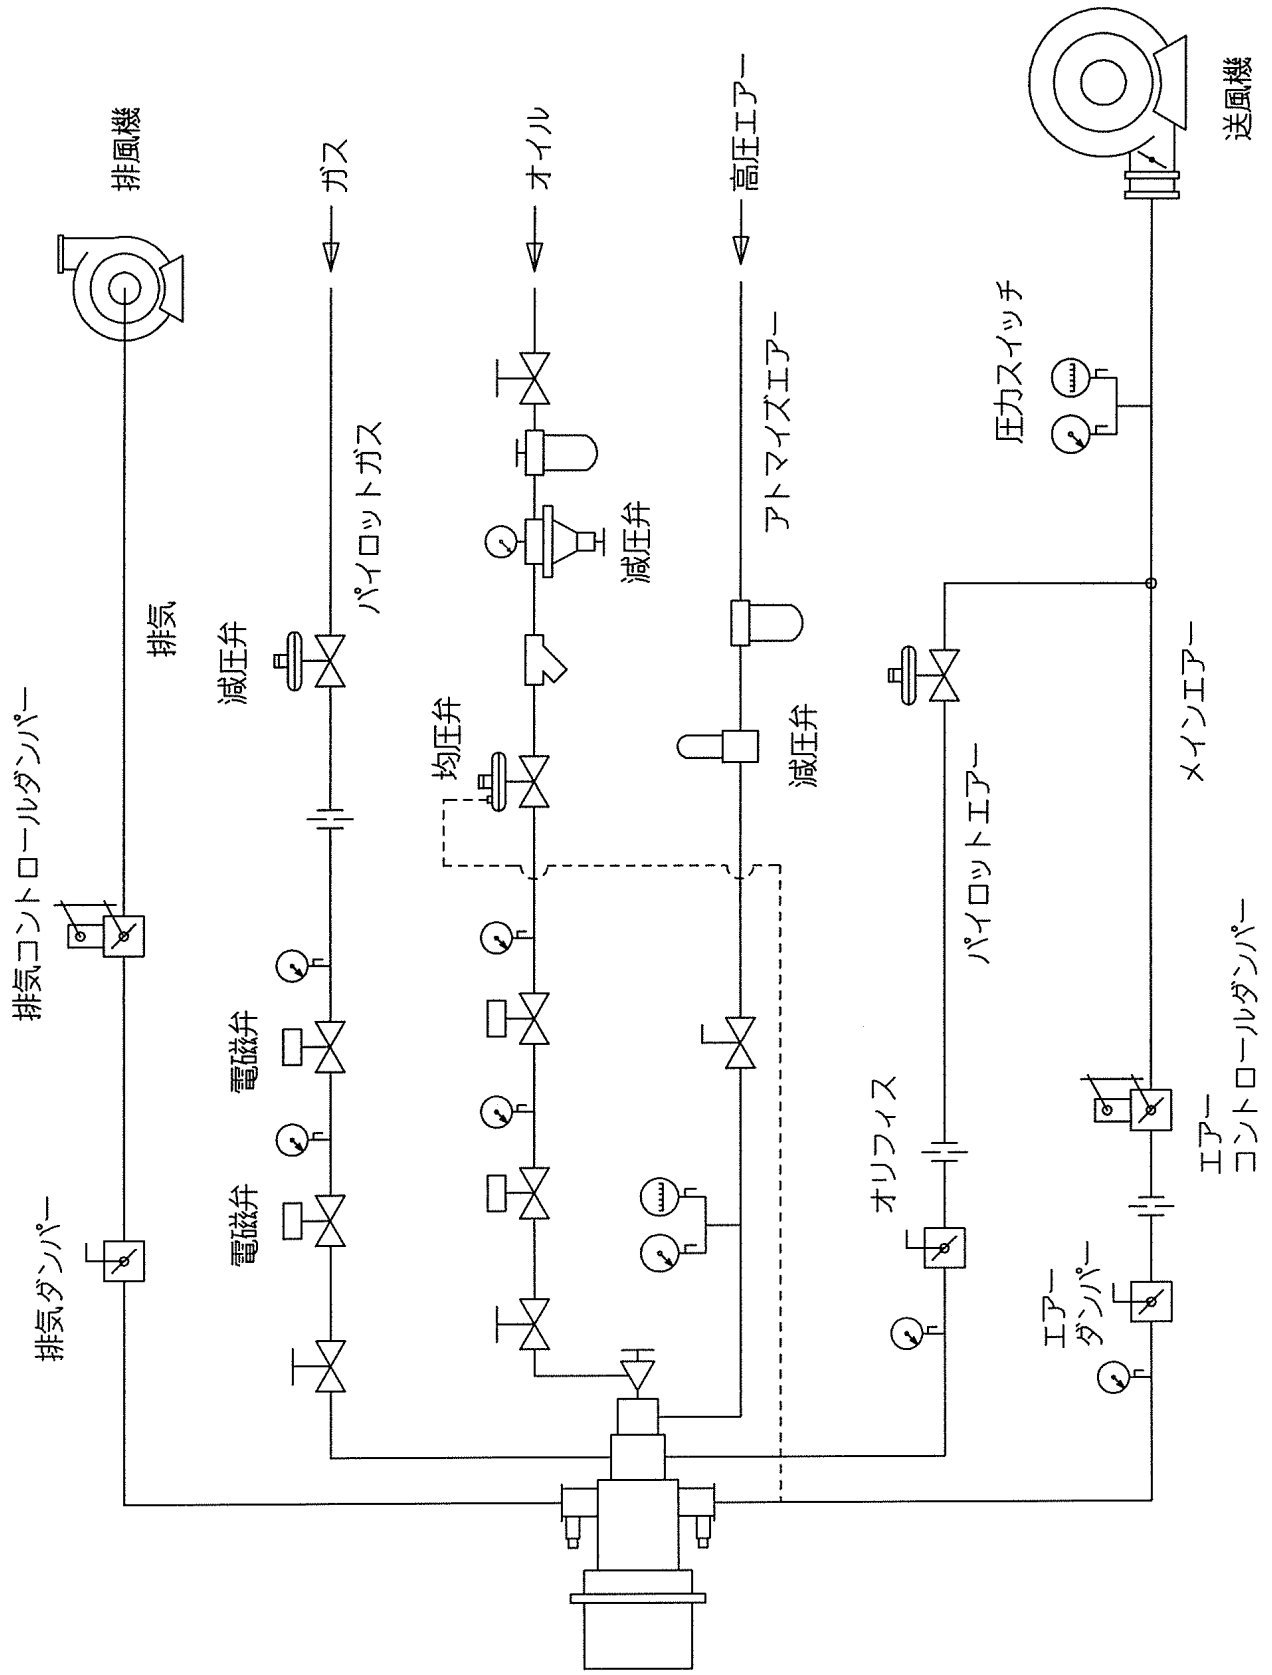 排風機
排気
排気コントロールダンパー
排気ダンパー
ガス
パイロットガス
減圧弁
電磁弁
電磁弁
オイル
減圧弁
均圧弁
高圧エアー
アトマイズエアー
減圧弁
パイロットエアー
オリフィス
送風機
圧力スイッチ
メインエアー
エアー
コントロールダンパー
エアー
ダンパー